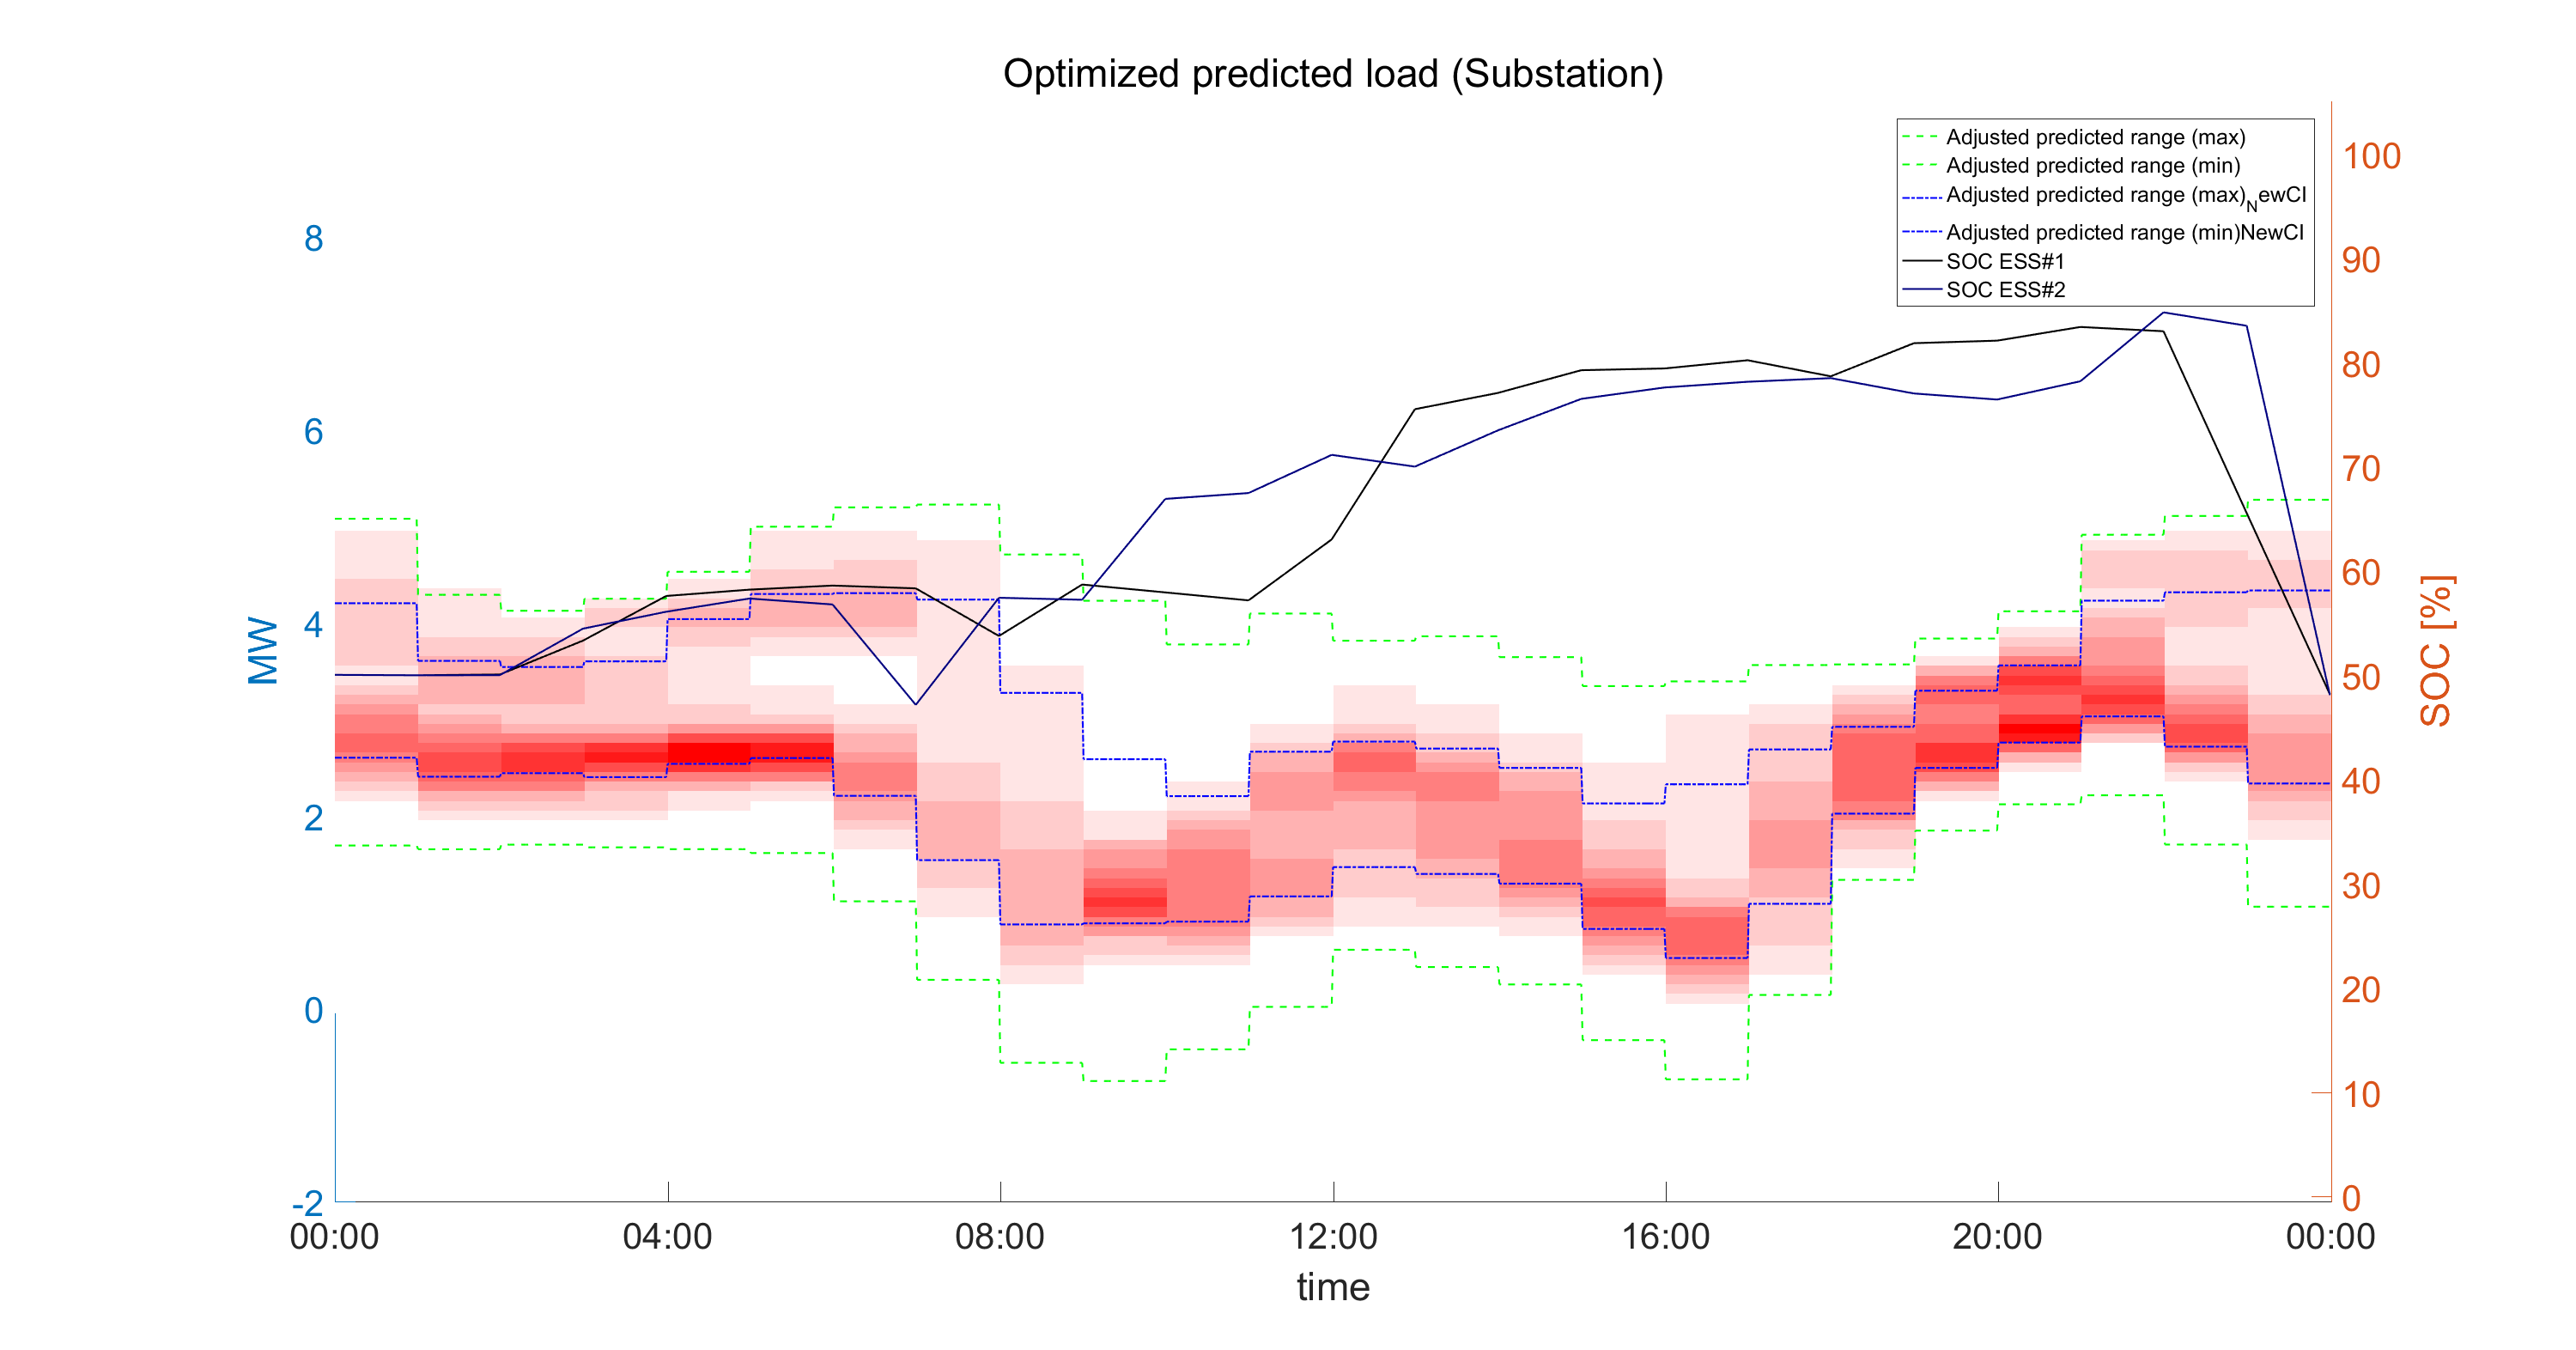 Optimized predicted load (Substation)
Adjusted predicted range (max)
Adjusted predicted range (min)
Adjusted predicted range (max)NewCI
Adjusted predicted range (min)NewCI
SOC ESS#1
SOC ESS#2
8
6
4
2
0
-2
MW
100
90
80
70
60
50
40
30
20
10
0
SOC [%]
00:00 04:00 08:00 12:00 16:00 20:00 00:00
time